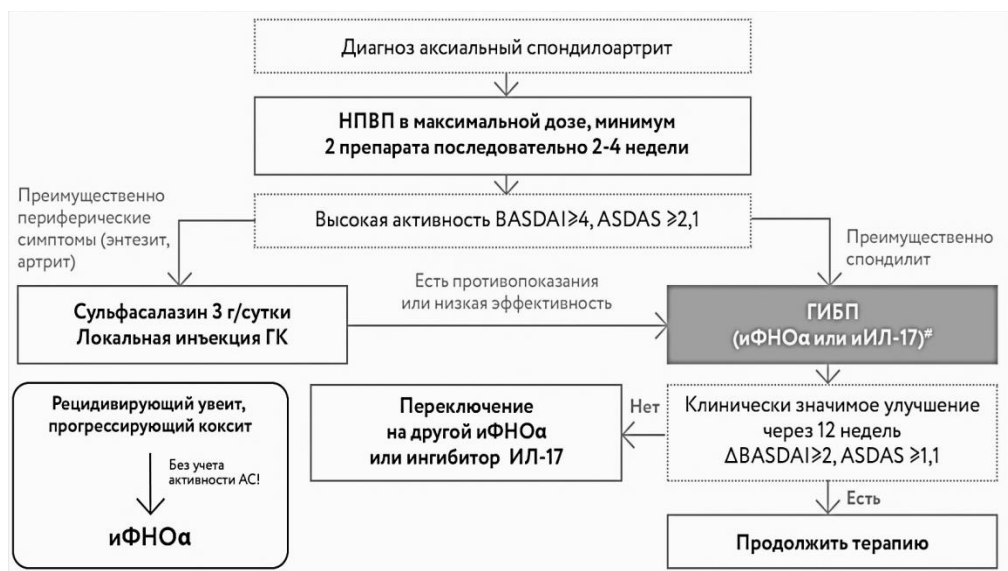 Диагноз аксиальный спондилоартрит
НПВП в максимальной дозе, минимум
2 препарата последовательно 2-4 недели
Преимущественно
периферические
симптомы (энтезит,
артрит)
Высокая активность BASDAI≥4, ASDAS ≥2,1
Преимущественно
спондилит
Сульфасалазин 3 г/сутки
Локальная инъекция ГК
Есть противопоказания
или низкая эффективность
ГИБП
(иФНОα или иИЛ-17)#
Рецидивирующий увеит,
прогрессирующий коксит
Без учета
активности АС!
иФНОα
Переключение
на другой иФНОα
или ингибитор ИЛ-17
Нет
Клинически значимое улучшение
через 12 недель
ΔBASDAI≥2, ASDAS ≥1,1
Есть
Продолжить терапию